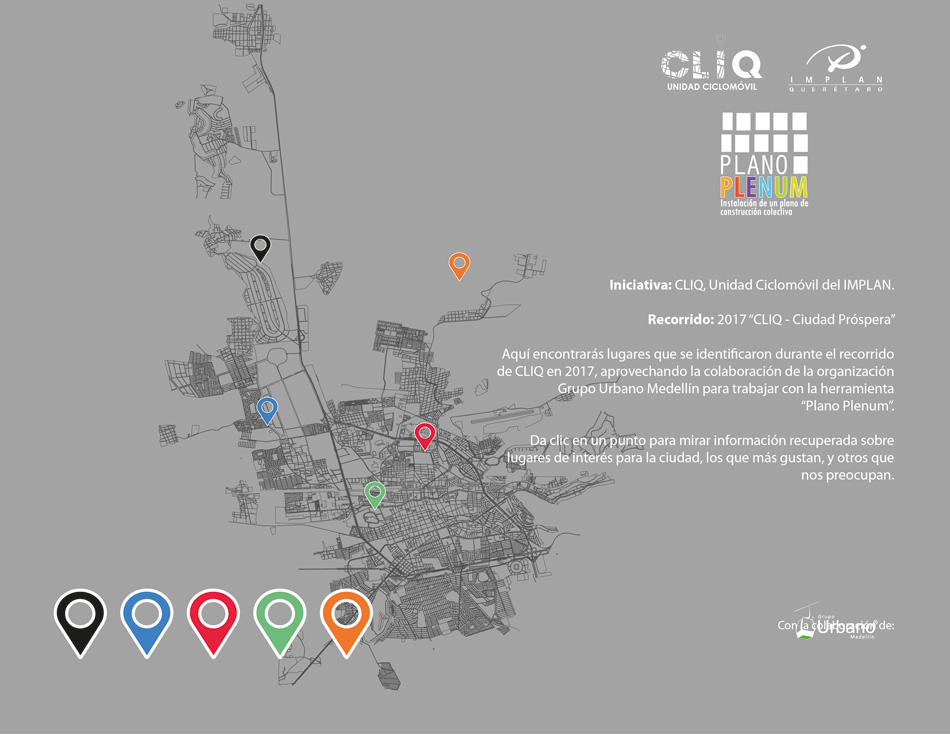 CLIQ
UNIDAD CICLOMÓVIL
IMPLAN
QUERÉTARO
PLANO
PLENUM
Instalación de un plano de
construcción colectiva
Iniciativa: CLIQ, Unidad Ciclomóvil del IMPLAN.
Recorrido: 2017 “CLIQ - Ciudad Próspera”
Aquí encontrarás lugares que se identificaron durante el recorrido
de CLIQ en 2017, aprovechando la colaboración de la organización
Grupo Urbano Medellín para trabajar con la herramienta
“Plano Plenum”.
Da clic en un punto para mirar información recuperada sobre
lugares de interés para la ciudad, los que más gustan, y otros que
nos preocupan.
Con la colaboración de:
Grupo
Urbano
Medellín